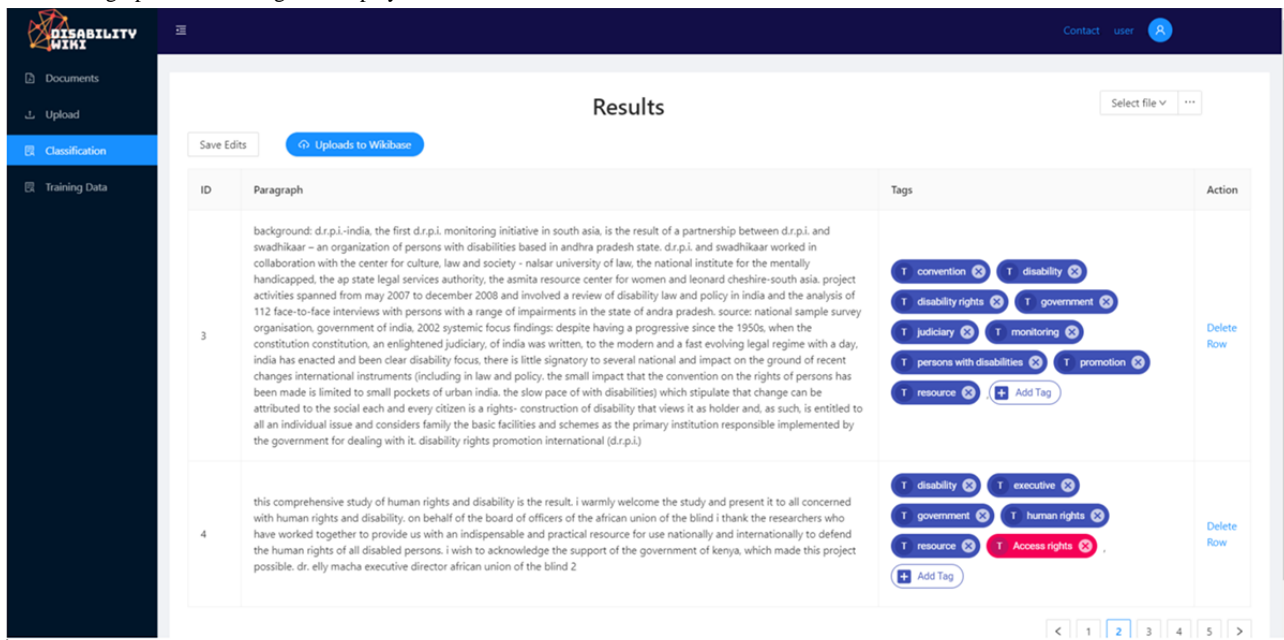 DISABILITY
WIKI
Contact user
Documents
Upload
Classification
Training Data
Results
Select file
...
Save Edits
Uploads to Wikibase
ID
Paragraph
Tags
Action
3
background: d.r.p.i.-india, the first d.r.p.i. monitoring initiative in south asia, is the result of a partnership between d.r.p.i. and
swadhikaar – an organization of persons with disabilities based in andhra pradesh state. d.r.p.i. and swadhikaar worked in
collaboration with the center for culture, law and society - nalsar university of law, the national institute for the mentally
handicapped, the ap state legal services authority, the asmita resource center for women and leonard cheshire-south asia. project
activities spanned from may 2007 to december 2008 and involved a review of disability law and policy in india and the analysis of
112 face-to-face interviews with persons with a range of impairments in the state of andra pradesh. source: national sample survey
organisation, government of india, 2002 systemic focus findings: despite having a progressive since the 1950s, when the
constitution constitution, an enlightened judiciary, of india was written, to the modern and a fast evolving legal regime with a day,
india has enacted and been clear disability focus, there is little signatory to several national and impact on the ground of recent
changes international instruments (including in law and policy. the small impact that the convention on the rights of persons has
been made is limited to small pockets of urban india. the slow pace of with disabilities) which stipulate that change can be
attributed to the social each and every citizen is a rights- construction of disability that views it as holder and, as such, is entitled to
all an individual issue and considers family the basic facilities and schemes as the primary institution responsible implemented by
the government for dealing with it. disability rights promotion international (d.r.p.i.)
T convention T disability
T disability rights T government
T judiciary T monitoring
T persons with disabilities T promotion
T resource , Add Tag
Delete
Row
4
this comprehensive study of human rights and disability is the result. i warmly welcome the study and present it to all concerned
with human rights and disability. on behalf of the board of officers of the african union of the blind i thank the researchers who
have worked together to provide us with an indispensable and practical resource for use nationally and internationally to defend
the human rights of all disabled persons. i wish to acknowledge the support of the government of kenya, which made this project
possible. dr. elly macha executive director african union of the blind 2
T disability T executive
T government T human rights
T resource T Access rights ,
Add Tag
Delete
Row
< 1 2 3 4 5 >